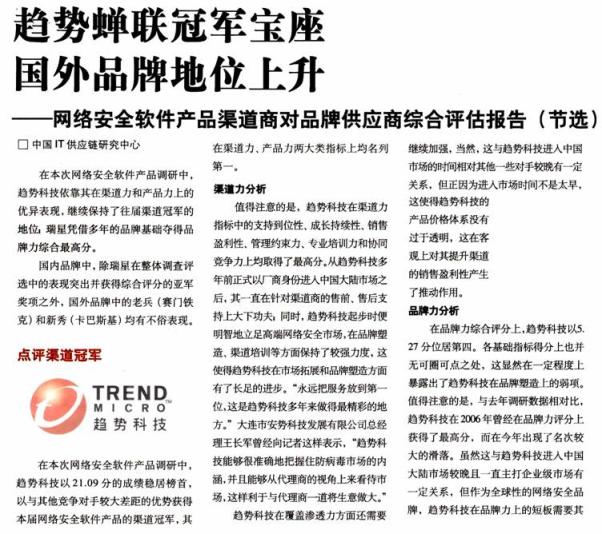 趋势蝉联冠军宝座
国外品牌地位上升
——网络安全软件产品渠道商对品牌供应商综合评估报告（节选）
□ 中国 IT 供应链研究中心
在本次网络安全软件产品调研中，
趋势科技依靠其在渠道力和产品力上的
优异表现，继续保持了往届渠道冠军的
地位；瑞星凭借多年的品牌基础夺得品
牌力综合最高分。
国内品牌中，除瑞星在整体调查评
选中的表现突出并获得综合评分的亚军
奖项之外，国外品牌中的老兵（赛门铁
克）和新秀（卡巴斯基）均有不俗表现。
点评渠道冠军
TREND
MICRO
趋势科技
在本次网络安全软件产品调研中，
趋势科技以 21.09 分的成绩稳居榜首，
以与其他竞争对手较大差距的优势获得
本届网络安全软件产品的渠道冠军，其
在渠道力、产品力两大类指标上均名列
第一。
渠道力分析
值得注意的是，趋势科技在渠道力
指标中的支持到位性、成长持续性、销售
盈利性、管理约束力、专业培训力和协同
竞争力上均取得了最高分。从趋势科技多
年前正式以厂商身份进入中国大陆市场之
后，其一直在针对渠道商的售前、售后支
持上大下功夫；同时，趋势科技起步时便
明智地立足高端网络安全市场，在品牌塑
造、渠道培训等方面保持了较强力度，这
使得趋势科技在市场拓展和品牌塑造方面
有了长足的进步。“永远把服务放到第一
位，这是趋势科技多年来做得最精彩的地
方。”大连市安势科技发展有限公司总经
理王长军曾经向记者这样表示，“趋势科
技能够很准确地把握住防病毒市场的内
涵，并且能够从代理商的视角上来看待市
场，这样利于与代理商一道将生意做大。”
趋势科技在覆盖渗透力方面还需要
继续加强，当然，这与趋势科技进入中国
市场的时间相对其他一些对手较晚有一定
关系，但正因为进入市场时间不是太早，
这使得趋势科技的
产品价格体系没有
过于透明，这在客
观上对其提升渠道
的销售盈利性产生
了推动作用。
品牌力分析
在品牌力综合评分上，趋势科技以5.
27 分位居第四。各基础指标得分上也并
无可圈可点之处，这显然在一定程度上
暴露出了趋势科技在品牌塑造上的弱项。
值得注意的是，与去年调研数据相对比，
趋势科技在 2006 年曾经在品牌力评分上
获得了最高分，而在今年出现了名次较
大的滑落。虽然这与趋势科技进入中国
大陆市场较晚且一直主打企业级市场有
一定关系，但作为全球性的网络安全品
牌，趋势科技在品牌力上的短板需要其